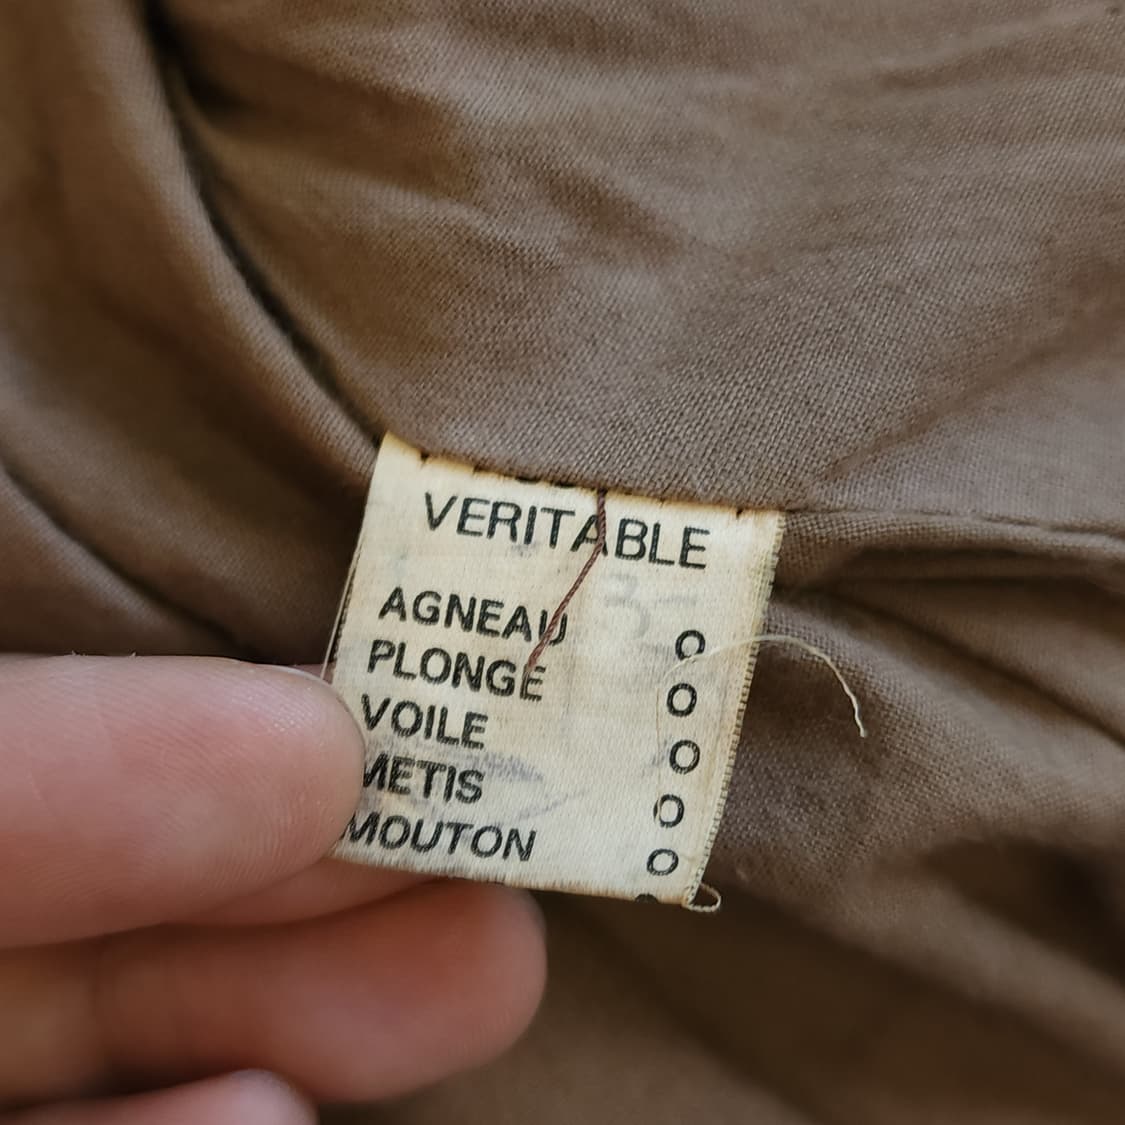 VERITABLE
AGNEAU O
PLONGE O
VOILE O
METIS O
MOUTON O